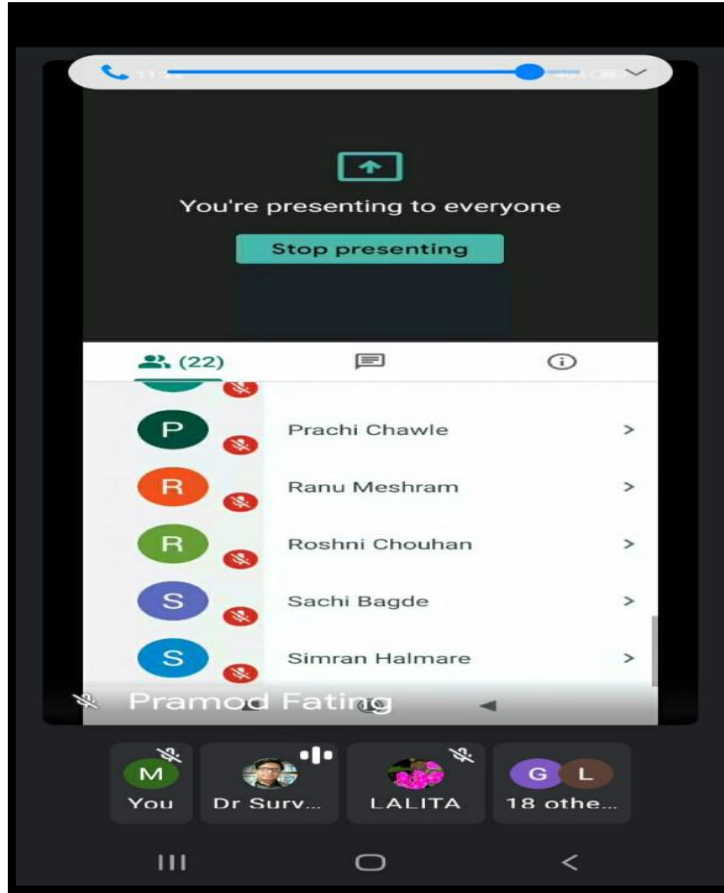 You're presenting to everyone
Stop presenting
(22)
P Prachi Chawle
R Ranu Meshram
R Roshni Chouhan
S Sachi Bagde
S Simran Halmare
Pramod Fating
M G L
You Dr Surv... LALITA 18 othe...